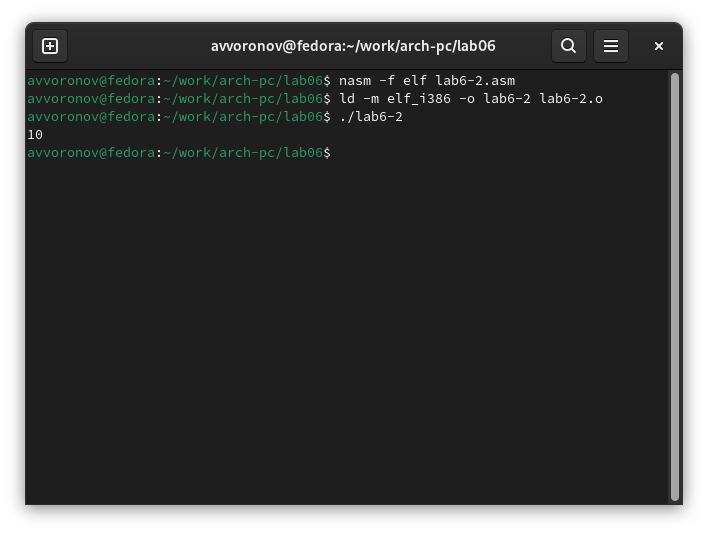 avvoronov@fedora:~/work/arch-pc/lab06
avvoronov@fedora:~/work/arch-pc/lab06$ nasm -f elf lab6-2.asm
avvoronov@fedora:~/work/arch-pc/lab06$ ld -m elf_i386 -o lab6-2 lab6-2.o
avvoronov@fedora:~/work/arch-pc/lab06$ ./lab6-2
10
avvoronov@fedora:~/work/arch-pc/lab06$